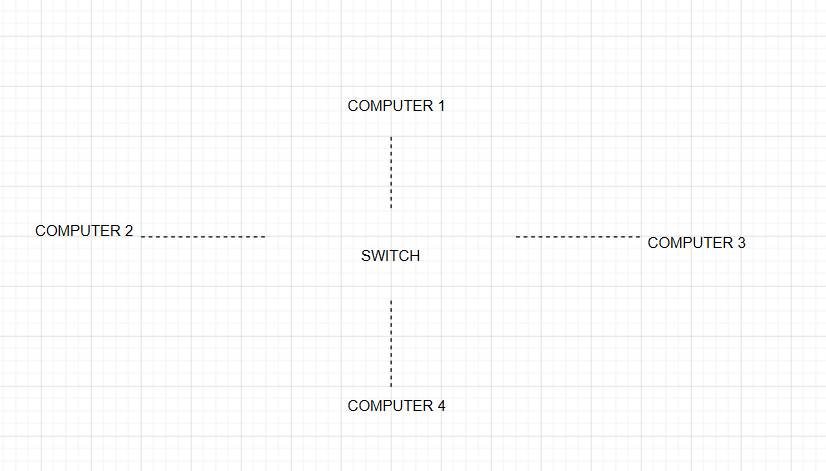 COMPUTER 1
COMPUTER 2
COMPUTER 3
SWITCH
COMPUTER 4